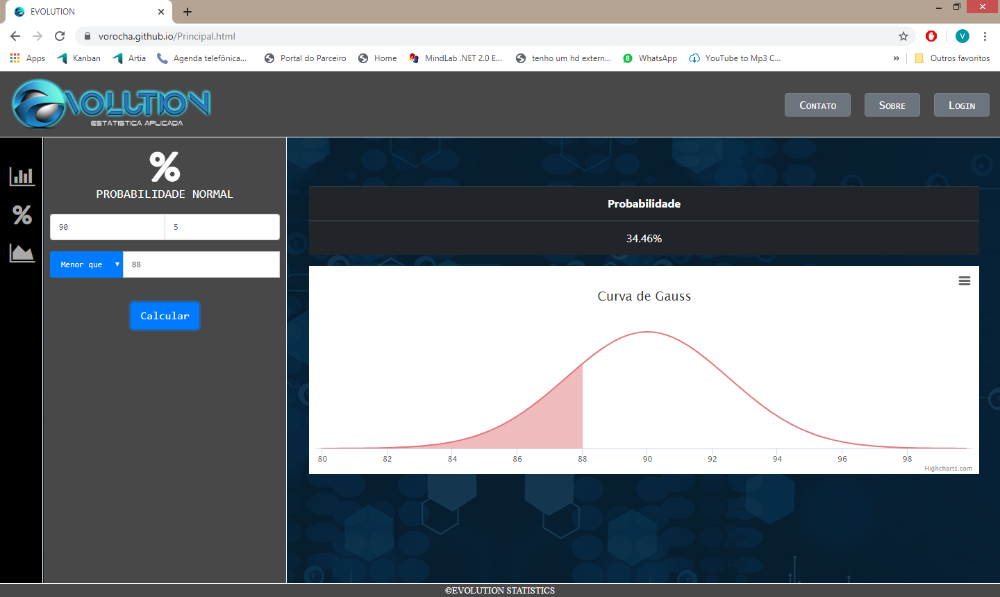 EVOLUTION
vorocha.github.io/Principal.html
V
Apps Kanban Artia Agenda telefônica... Portal do Parceiro Home MindLab .NET 2.0 E... tenho um hd extern... WhatsApp YouTube to Mp3 C... » Outros favoritos
EVOLUTION
ESTATISTICA APLICADA
Contato Sobre Login
%
PROBABILIDADE NORMAL
90 5
Menor que 88
Calcular
Probabilidade
34.46%
Curva de Gauss
80 82 84 86 88 90 92 94 96 98
Highcharts.com
©EVOLUTION STATISTICS